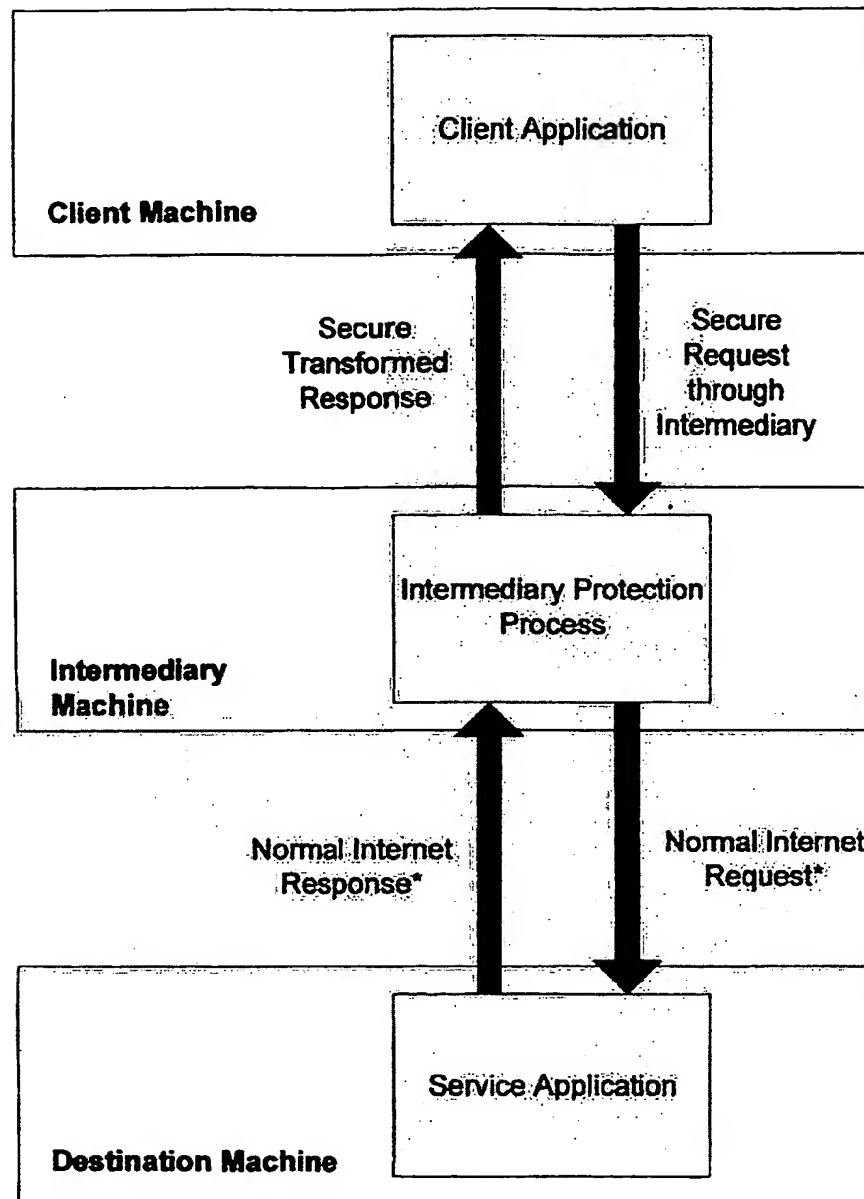 Client Application
Client Machine
Secure
Transformed
Response
Secure
Request
through
Intermediary
Intermediary Protection
Process
Intermediary
Machine
Normal Internet
Response*
Normal Internet
Request*
Service Application
Destination Machine